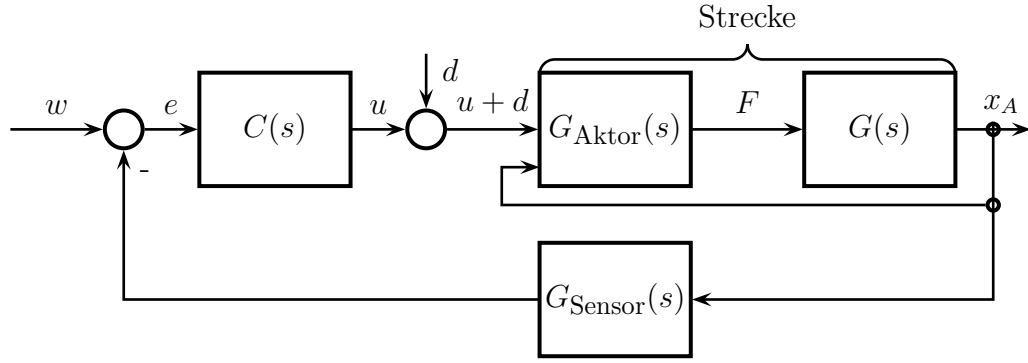 Strecke
d
w
e
C(s)
u
u + d
G_Aktor(s)
F
G(s)
x_A
-
G_Sensor(s)